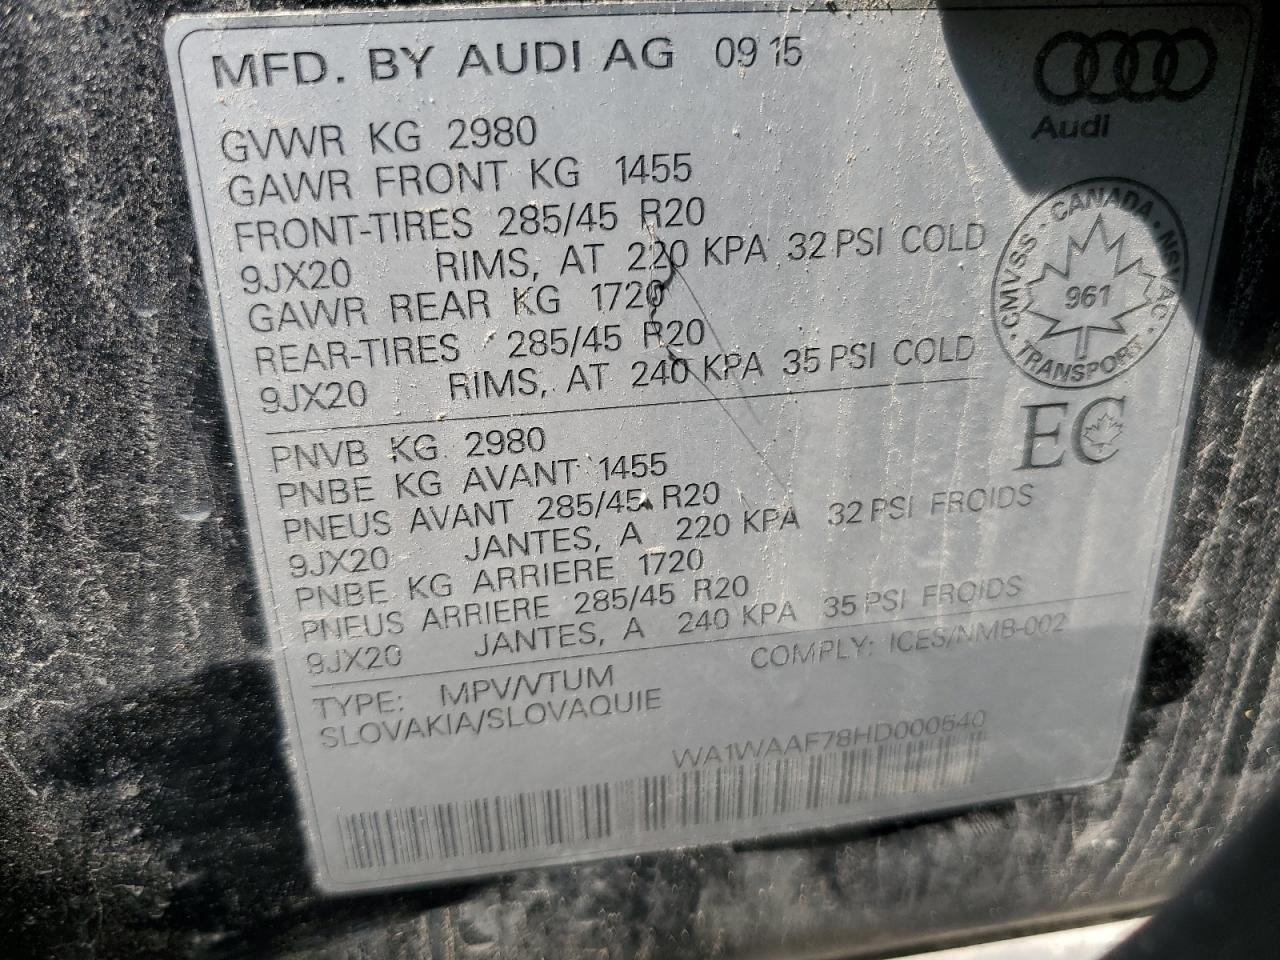 MFD. BY AUDI AG 09 15
Audi
GVWR KG 2980
GAWR FRONT KG 1455
FRONT-TIRES 285/45 R20
9JX20 RIMS, AT 220 KPA 32 PSI COLD
GAWR REAR KG 1720
REAR-TIRES 285/45 R20
9JX20 RIMS, AT 240 KPA 35 PSI COLD
CMVSS · CANADA · NSVAC · TRANSPORT
961
EC
PNVB KG 2980
PNBE KG AVANT 1455
PNEUS AVANT 285/45 R20
9JX20 JANTES, A 220 KPA 32 PSI FROIDS
PNBE KG ARRIERE 1720
PNEUS ARRIERE 285/45 R20
9JX20 JANTES, A 240 KPA 35 PSI FROIDS
TYPE: MPV/VTUM COMPLY: ICES/NMB-002
SLOVAKIA/SLOVAQUIE
WA1WAAF78HD000640